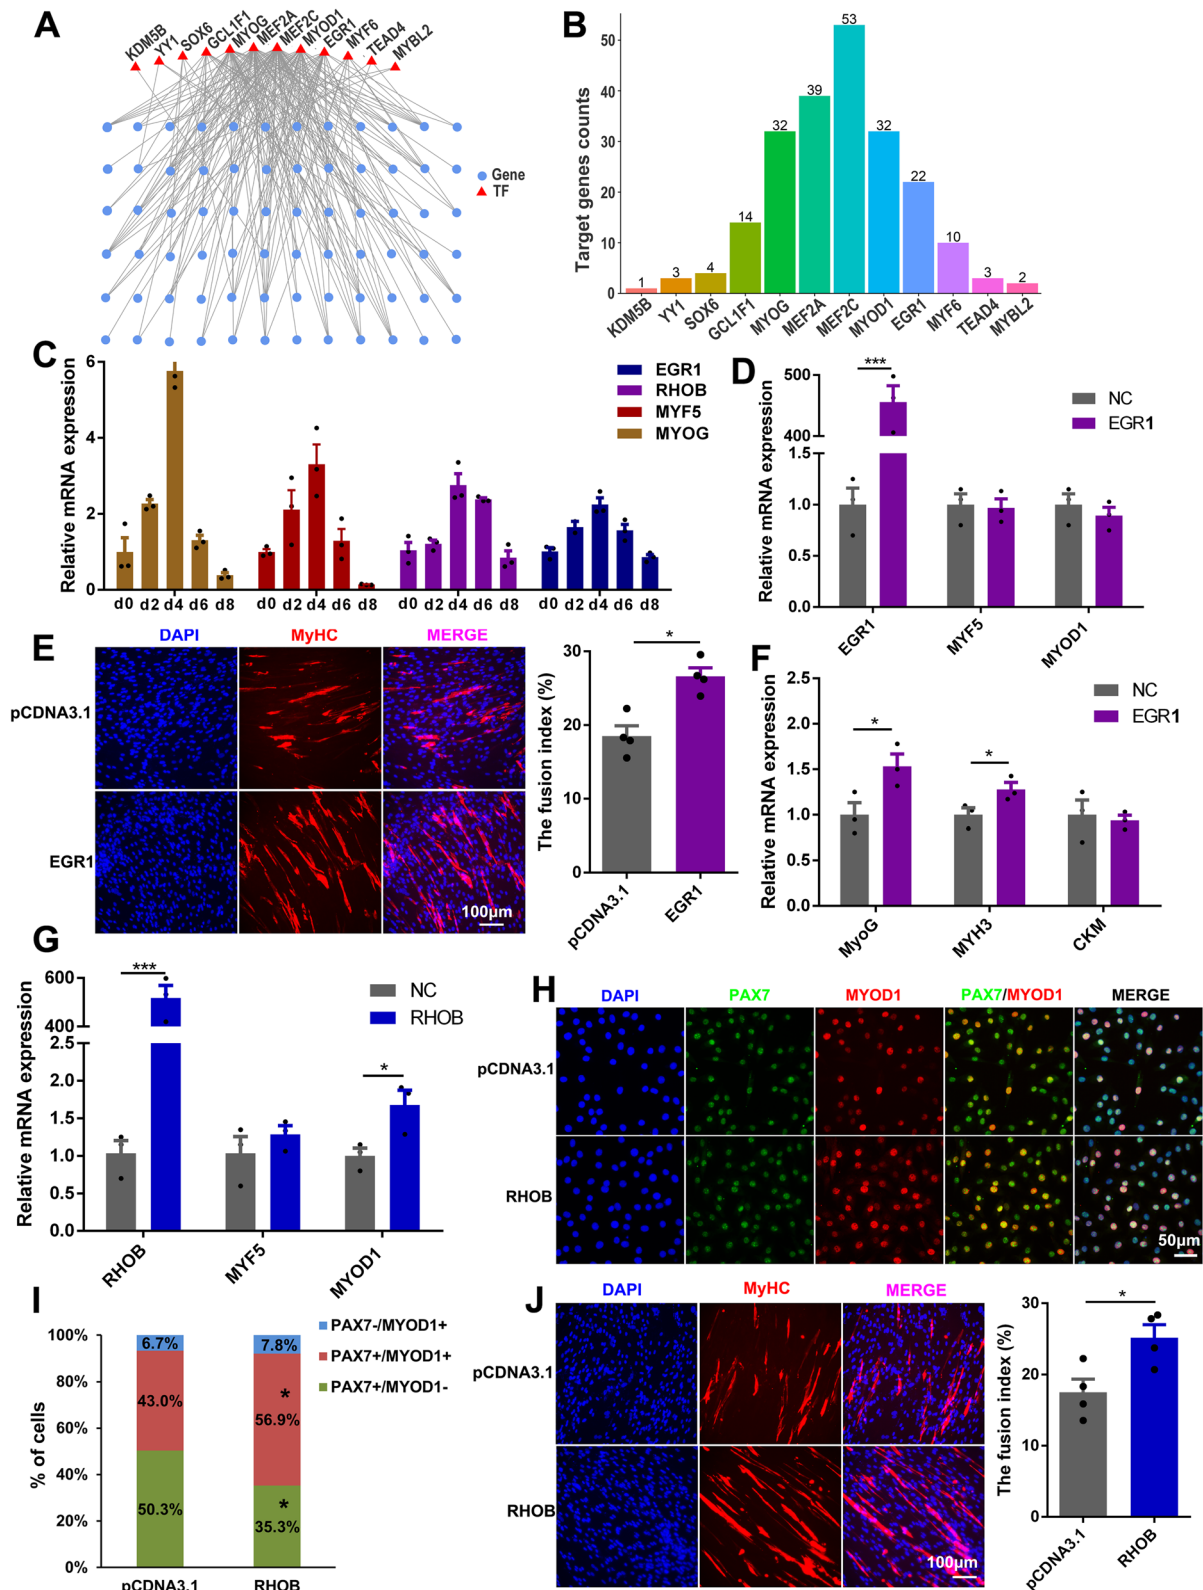 A
KDM5B
YY1
SOX6
GCL1F1
MYOG
MEF2A
MEF2C
MYOD1
EGR1
MYF6
TEAD4
MYBL2
Gene
TF
B
Target genes counts
50
40
30
20
10
0
1
3
4
14
32
39
53
32
22
10
3
2
KDM5B
YY1
SOX6
GCL1F1
MYOG
MEF2A
MEF2C
MYOD1
EGR1
MYF6
TEAD4
MYBL2
C
Relative mRNA expression
6
4
2
0
d0 d2 d4 d6 d8
d0 d2 d4 d6 d8
d0 d2 d4 d6 d8
d0 d2 d4 d6 d8
EGR1
RHOB
MYF5
MYOG
D
Relative mRNA expression
500
400
1.5
1.0
0.5
0.0
***
NC
EGR1
EGR1
MYF5
MYOD1
E
DAPI
MyHC
MERGE
pCDNA3.1
EGR1
100μm
The fusion index (%)
30
20
10
0
*
pCDNA3.1
EGR1
F
Relative mRNA expression
2.5
2.0
1.5
1.0
0.5
0.0
*
*
NC
EGR1
MyoG
MYH3
CKM
G
Relative mRNA expression
600
400
2.5
2.0
1.5
1.0
0.5
0.0
***
*
NC
RHOB
RHOB
MYF5
MYOD1
H
DAPI
PAX7
MYOD1
PAX7/MYOD1
MERGE
pCDNA3.1
RHOB
50μm
I
% of cells
100%
80%
60%
40%
20%
0%
6.7%
43.0%
50.3%
7.8%
*
56.9%
*
35.3%
pCDNA3.1
RHOB
PAX7-/MYOD1+
PAX7+/MYOD1+
PAX7+/MYOD1-
J
DAPI
MyHC
MERGE
pCDNA3.1
RHOB
100μm
The fusion index (%)
30
20
10
0
*
pCDNA3.1
RHOB